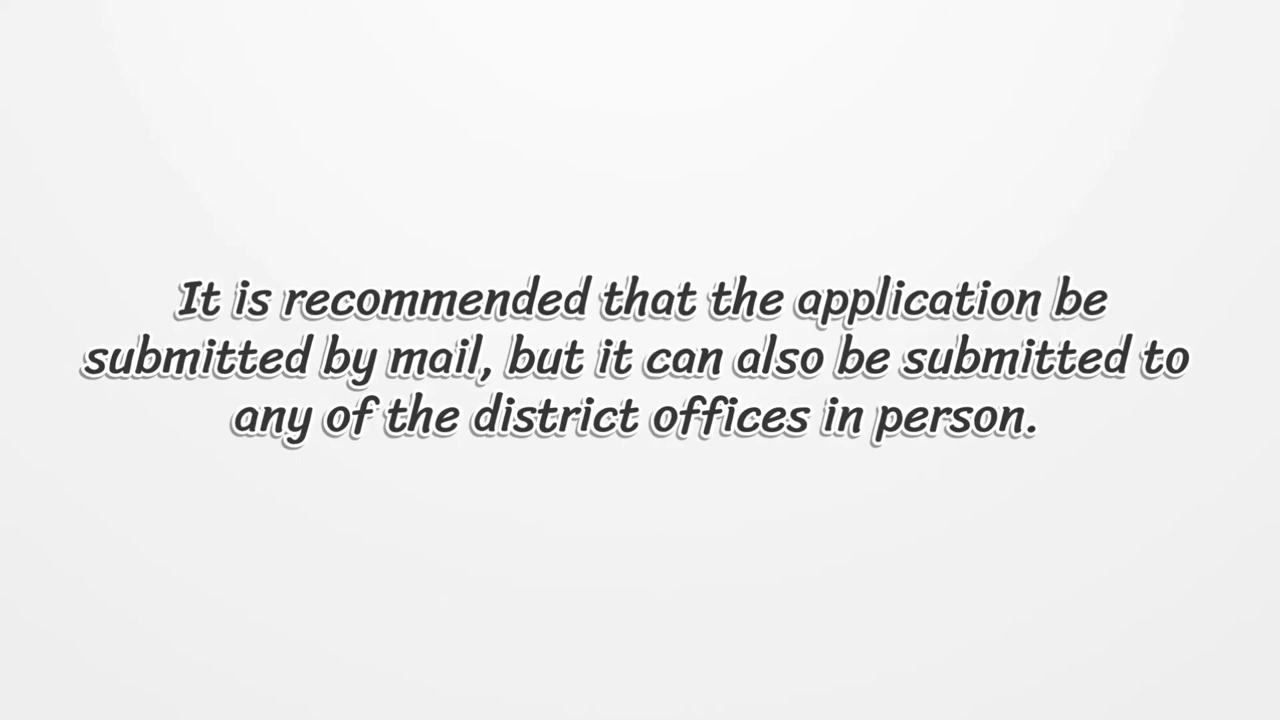 It is recommended that the application be
submitted by mail, but it can also be submitted to
any of the district offices in person.